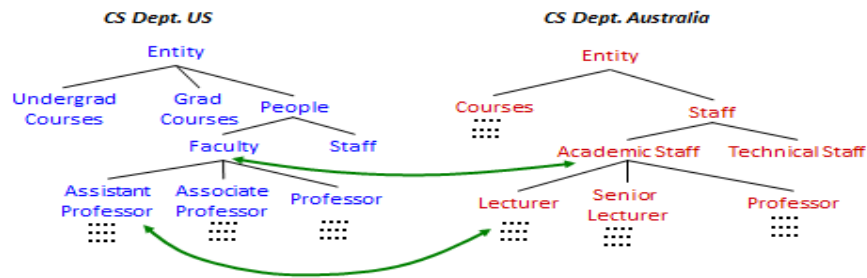 CS Dept. US
CS Dept. Australia
Entity
Undergrad
Courses
Grad
Courses
People
Faculty
Staff
Assistant
Professor
Associate
Professor
Professor
Entity
Courses
Staff
Academic Staff
Technical Staff
Lecturer
Senior
Lecturer
Professor